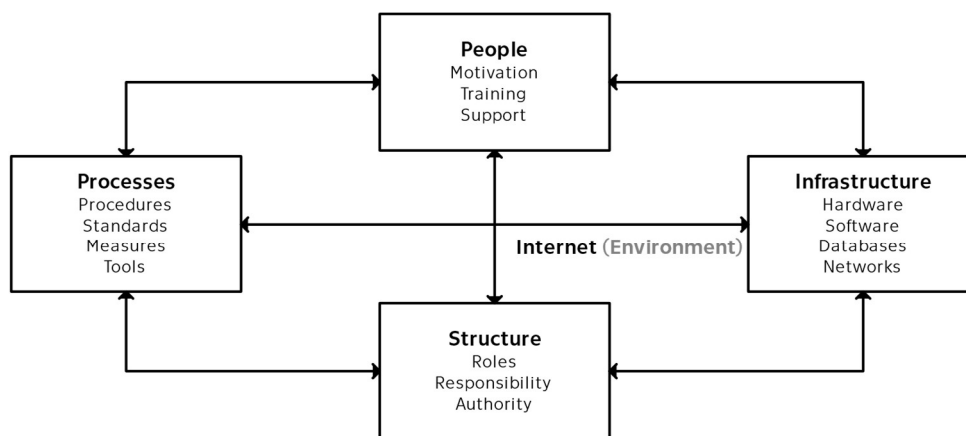 People
Motivation
Training
Support
Processes
Procedures
Standards
Measures
Tools
Infrastructure
Hardware
Software
Databases
Networks
Internet (Environment)
Structure
Roles
Responsibility
Authority